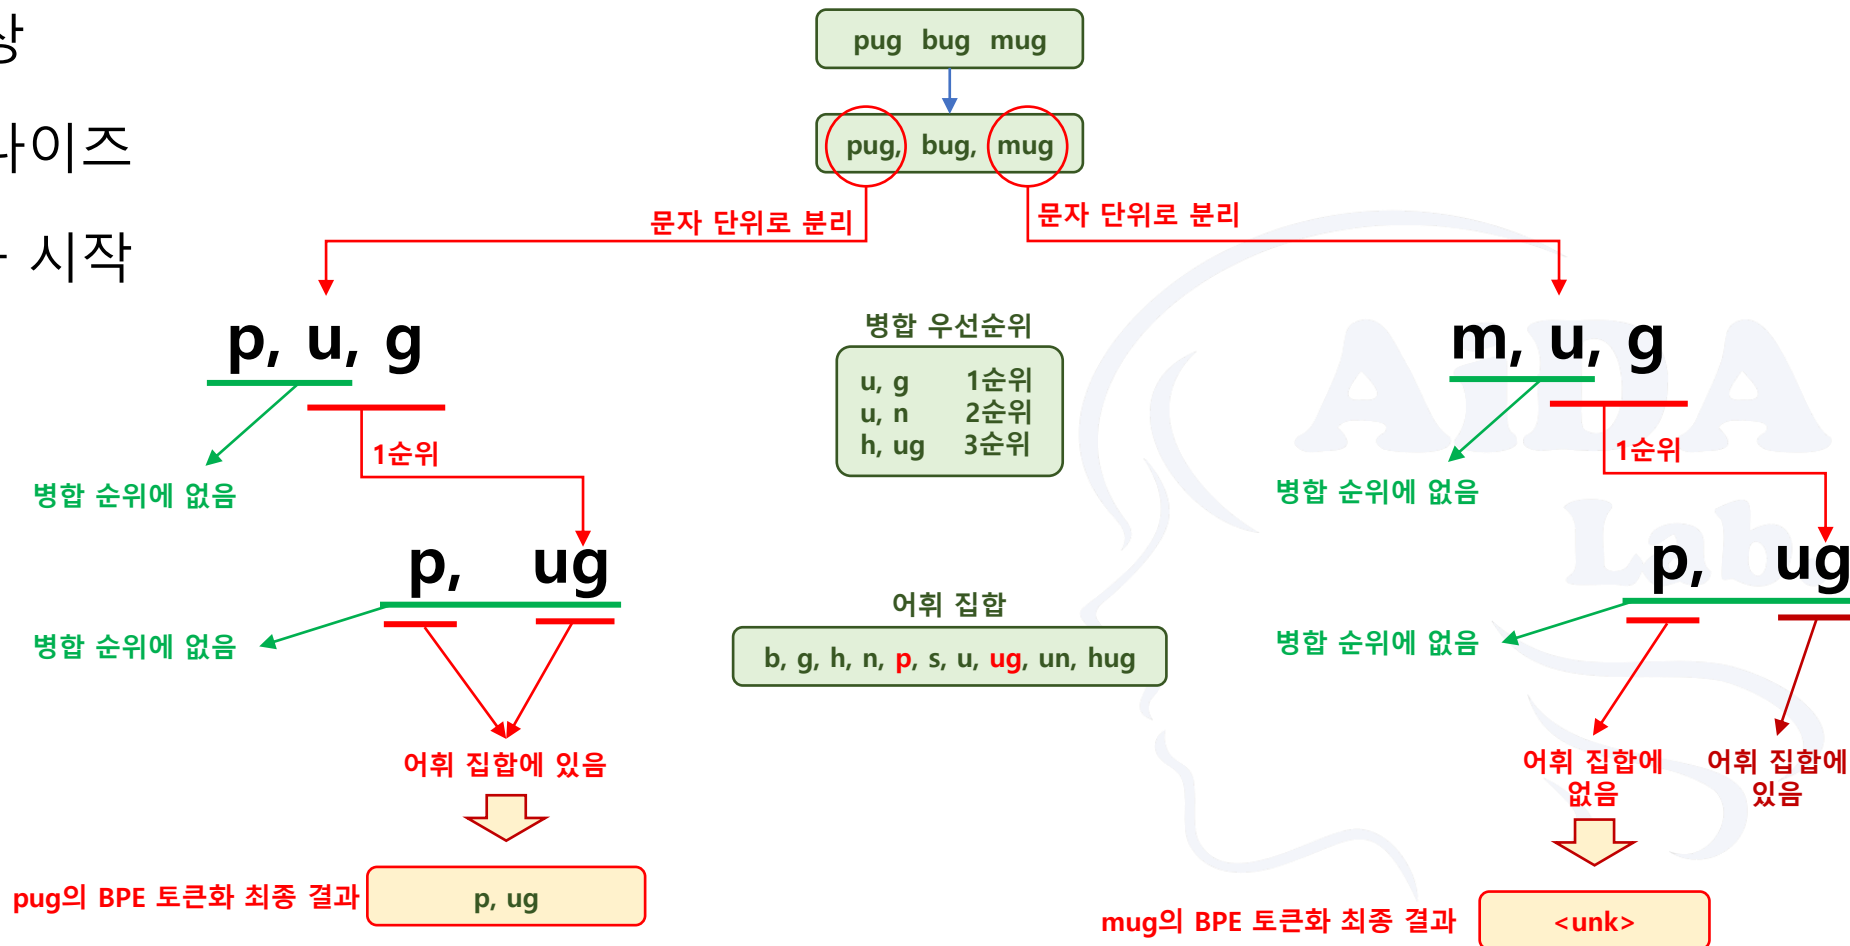 상
라이즈
시작
pug bug mug
pug, bug, mug
문자 단위로 분리
문자 단위로 분리
p, u, g
m, u, g
병합 우선순위
u, g 1순위
u, n 2순위
h, ug 3순위
1순위
1순위
병합 순위에 없음
병합 순위에 없음
p, ug
p, ug
어휘 집합
b, g, h, n, p, s, u, ug, un, hug
병합 순위에 없음
병합 순위에 없음
어휘 집합에 있음
어휘 집합에
없음
어휘 집합에
있음
pug의 BPE 토큰화 최종 결과
p, ug
mug의 BPE 토큰화 최종 결과
<unk>
AiDA
Lab